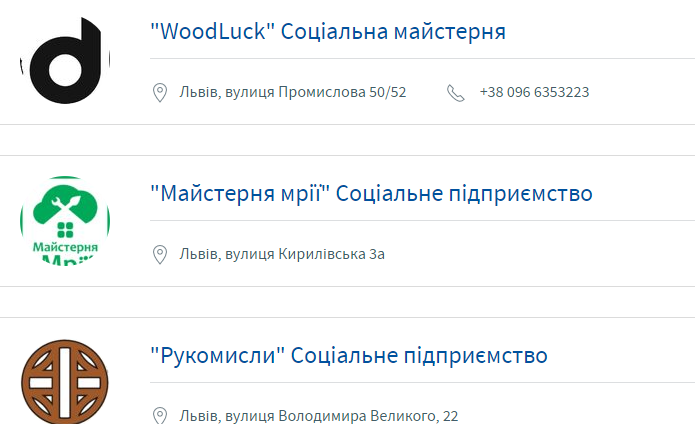 "WoodLuck" Соціальна майстерня
Львів, вулиця Промислова 50/52 +38 096 6353223
"Майстерня мрії" Соціальне підприємство
Майстерня
Мрії
Львів, вулиця Кирилівська 3а
"Рукомисли" Соціальне підприємство
Львів, вулиця Володимира Великого, 22